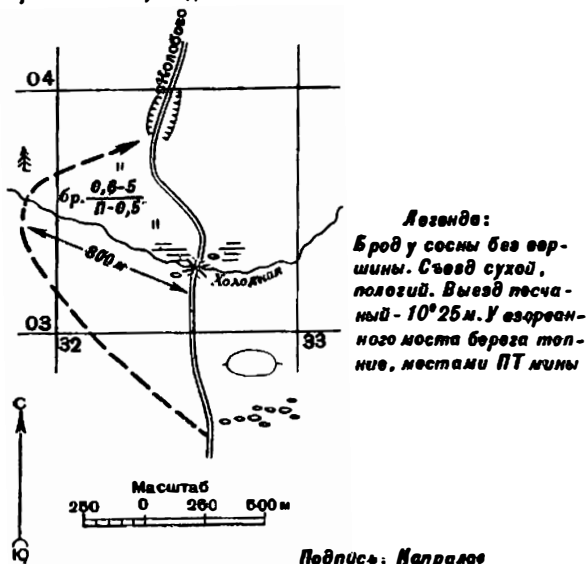 Колобово
04
бр. 0,6-5
П-0,5
800 м
Холодная
03
32
33
С
Ю
Легенда:
Брод у сосны без вер-
шины. Съезд сухой,
пологий. Выезд песча-
ный - 10° 25 м. У взорван-
ного моста берега топ-
кие, местами ПТ мины
Масштаб
250 0 250 500 м
Подпись: Капралов